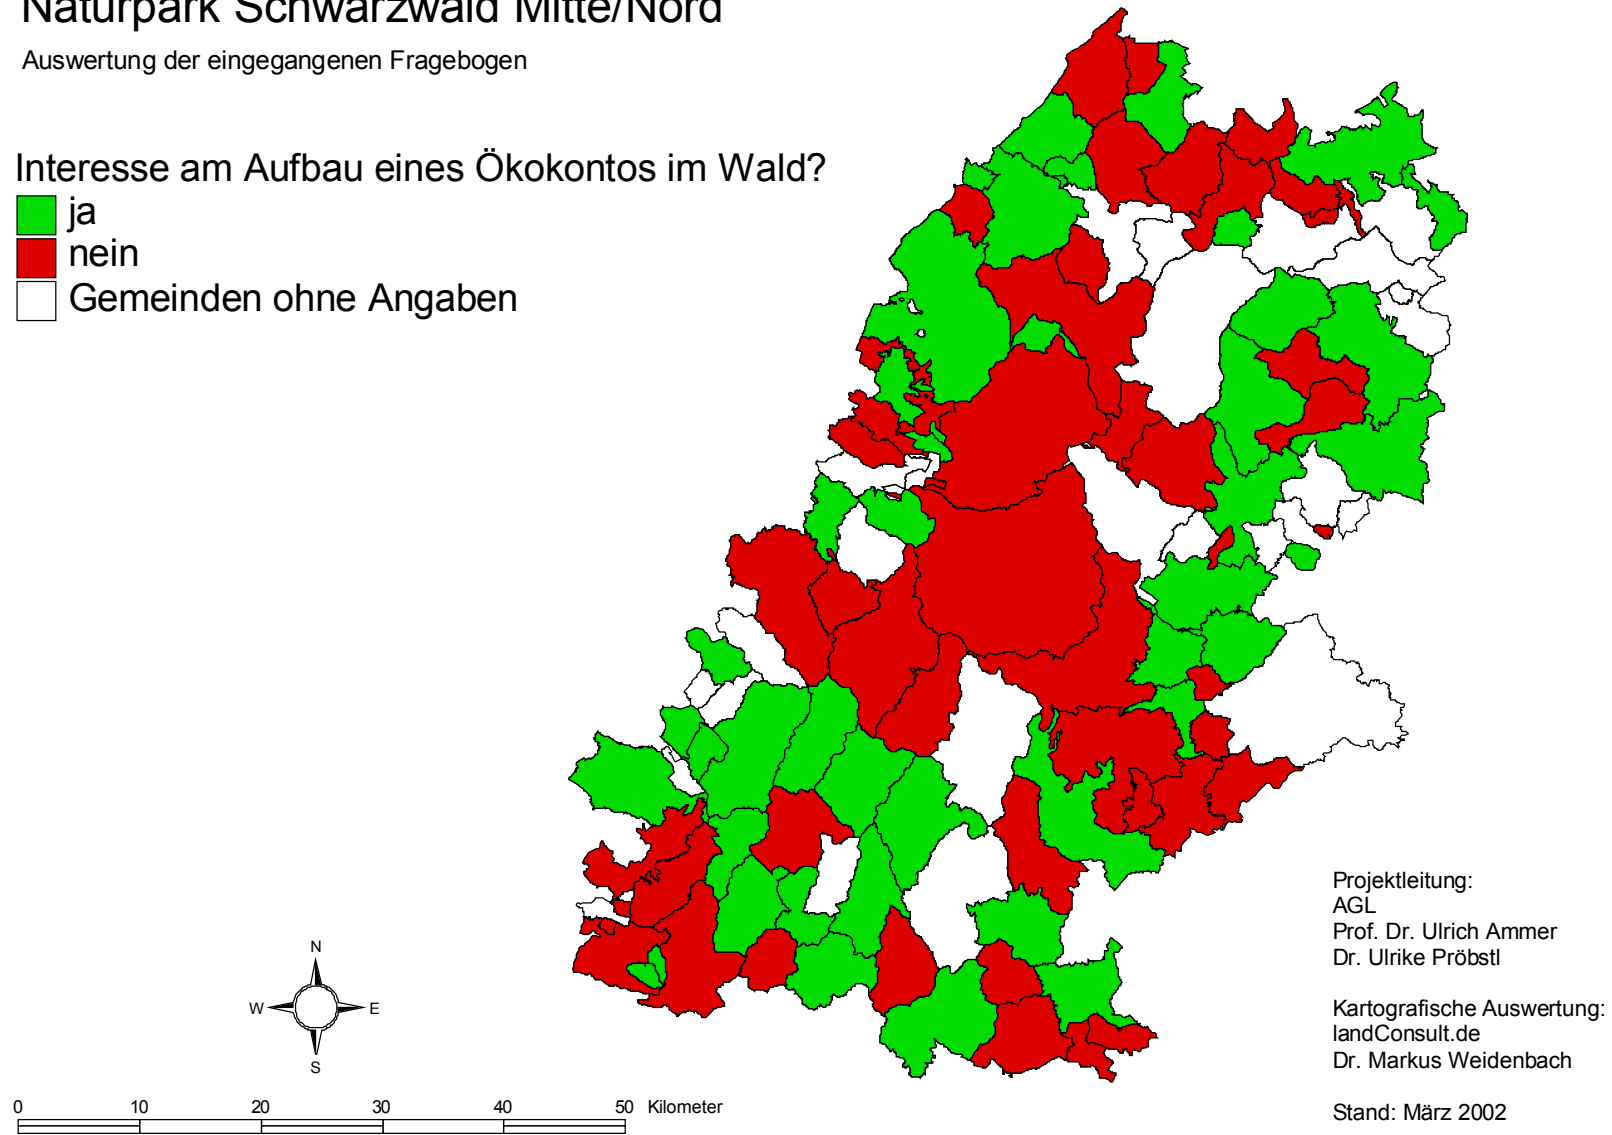 Naturpark Schwarzwald Mitte/Nord
Auswertung der eingegangenen Fragebogen
Interesse am Aufbau eines Ökokontos im Wald?
ja
nein
Gemeinden ohne Angaben
N
W E
S
0 10 20 30 40 50 Kilometer
Projektleitung:
AGL
Prof. Dr. Ulrich Ammer
Dr. Ulrike Pröbstl
Kartografische Auswertung:
landConsult.de
Dr. Markus Weidenbach
Stand: März 2002